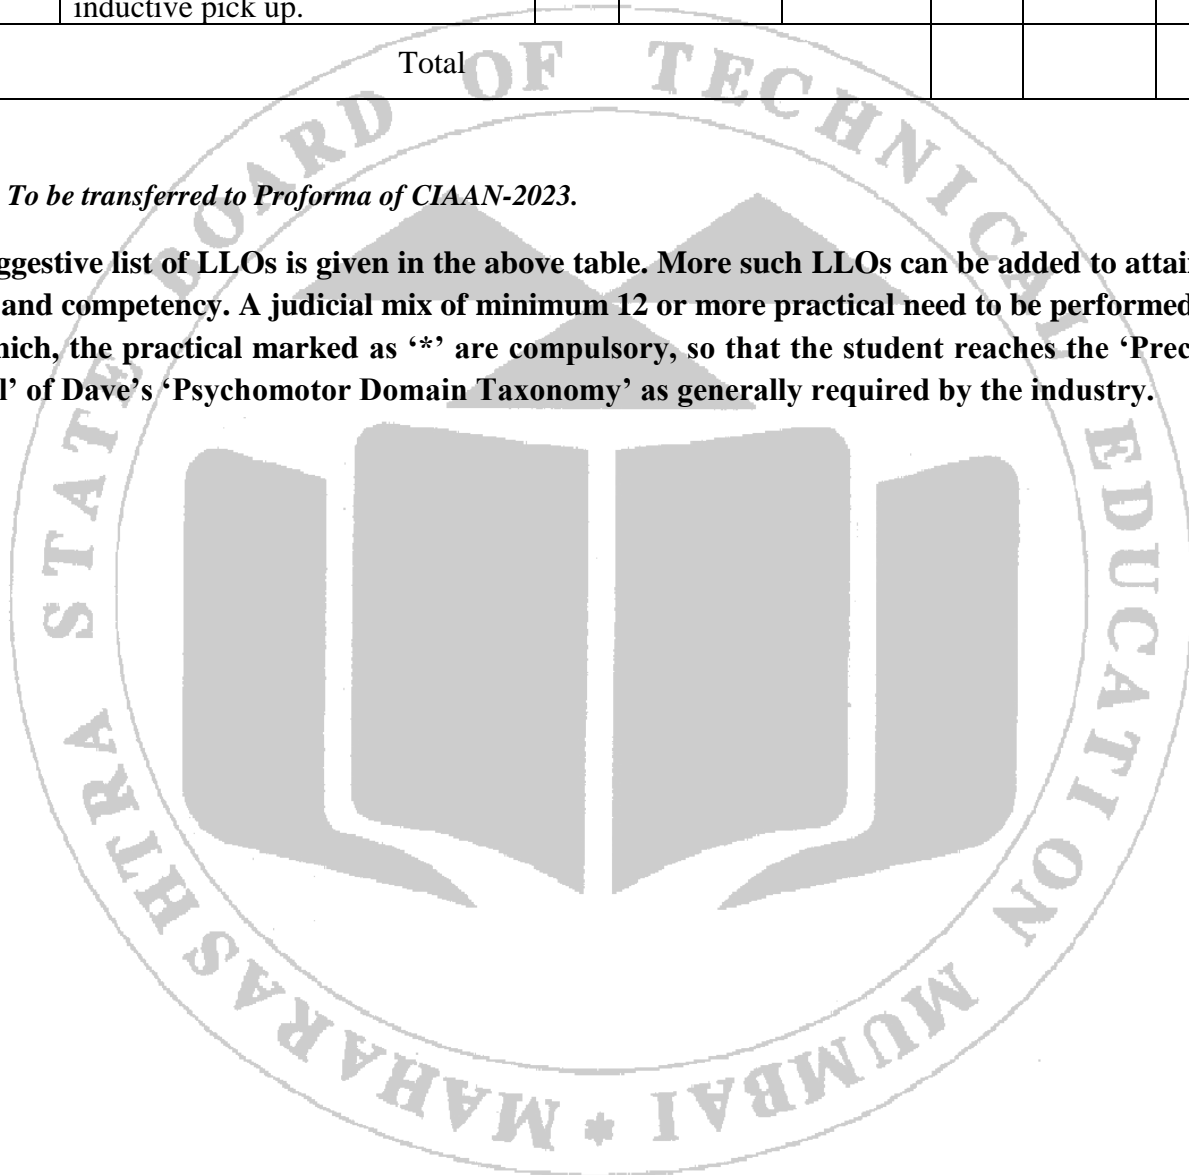 inductive pick up.
Total
To be transferred to Proforma of CIAAN-2023.
ggestive list of LLOs is given in the above table. More such LLOs can be added to attai
and competency. A judicial mix of minimum 12 or more practical need to be performed
hich, the practical marked as ‘*’ are compulsory, so that the student reaches the ‘Prec
l’ of Dave’s ‘Psychomotor Domain Taxonomy’ as generally required by the industry.
MAHARASHTRA STATE BOARD OF TECHNICAL EDUCATION MUMBAI *